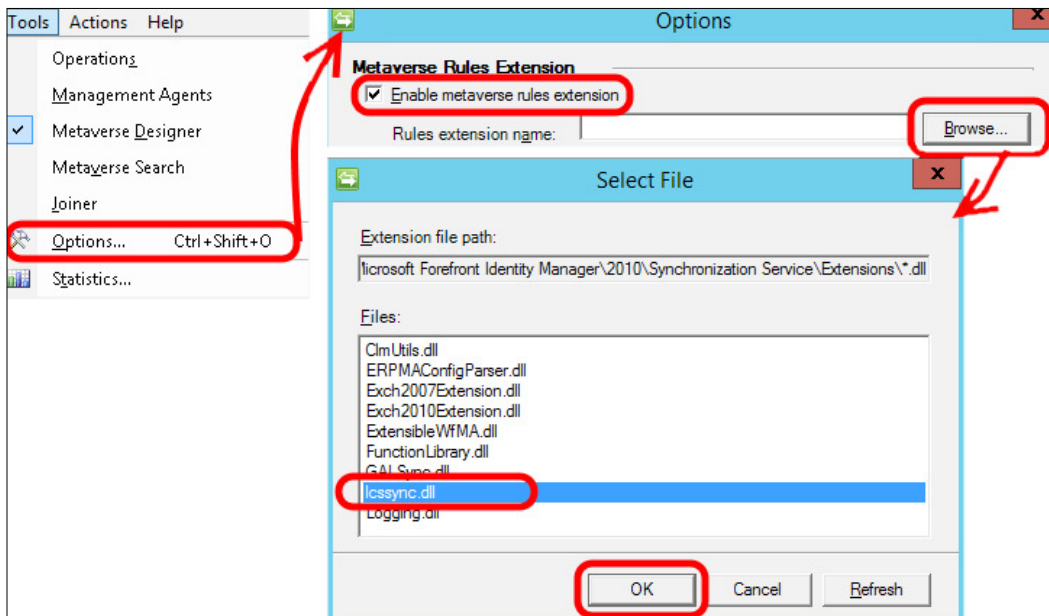 Tools Actions Help
Operations
Management Agents
Metaverse Designer
Metaverse Search
Joiner
Options... Ctrl+Shift+O
Statistics...
Options
x
Metaverse Rules Extension
Enable metaverse rules extension
Rules extension name:
Browse...
Select File
x
Extension file path:
licrosoft Forefront Identity Manager\2010\Synchronization Service\Extensions\*.dll
Files:
ClmUtils.dll
ERPMAConfigParser.dll
Exch2007Extension.dll
Exch2010Extension.dll
ExtensibleWfMA.dll
FunctionLibrary.dll
GALSync.dll
lcssync.dll
Logging.dll
OK Cancel Refresh